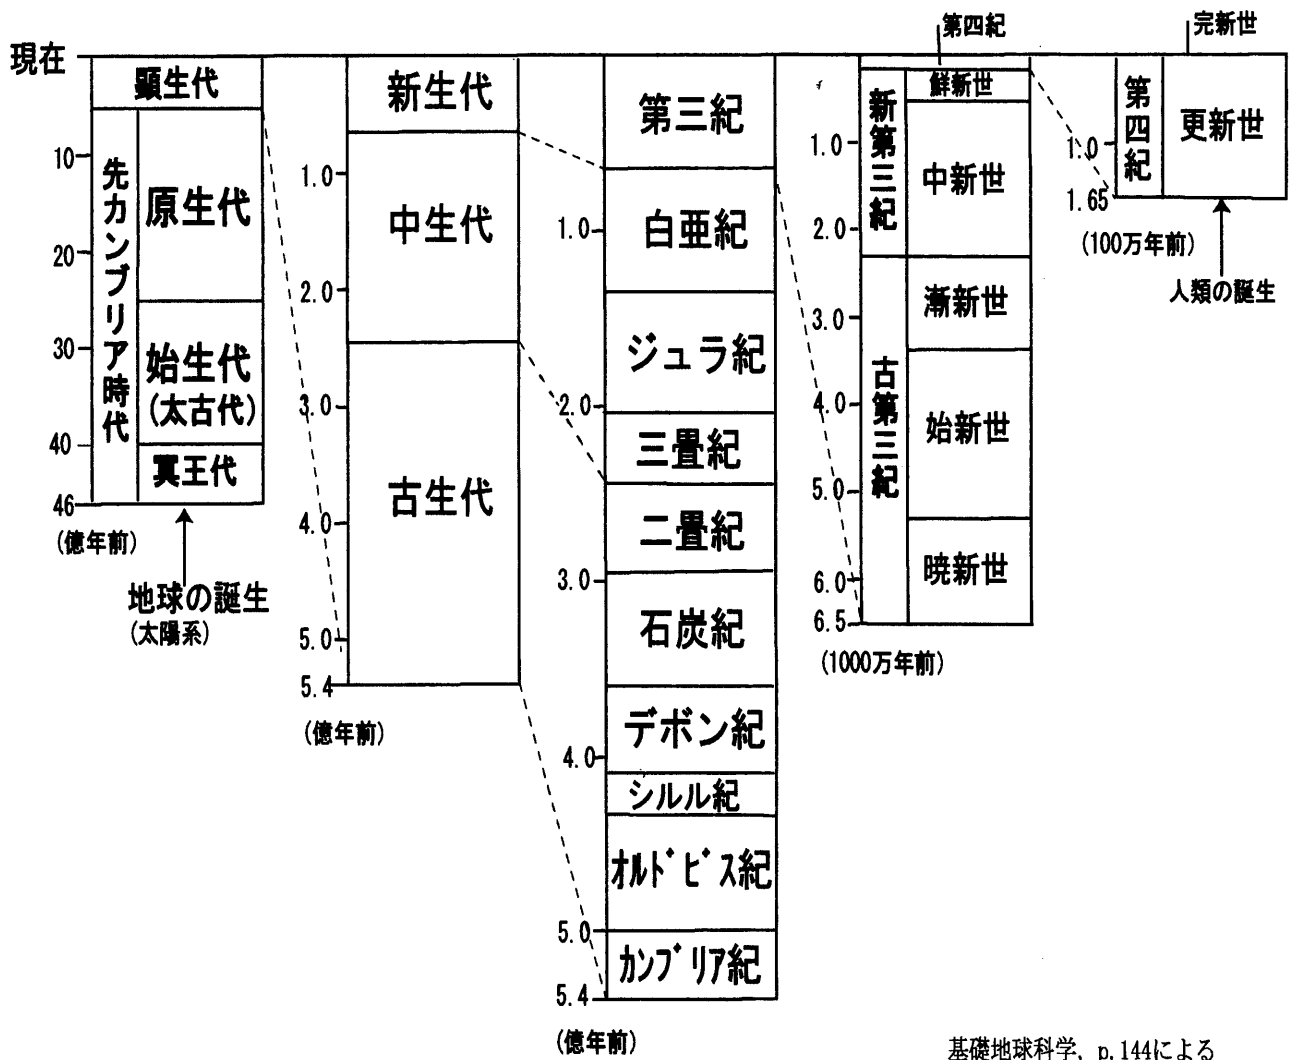 現在
顕生代
先カンブリア時代
原生代
始生代
(太古代)
冥王代
10
20
30
40
46
(億年前)
地球の誕生
(太陽系)
新生代
中生代
古生代
1.0
2.0
3.0
4.0
5.0
5.4
(億年前)
第三紀
白亜紀
ジュラ紀
三畳紀
二畳紀
石炭紀
デボン紀
シルル紀
オルドビス紀
カンブリア紀
1.0
2.0
3.0
4.0
5.0
5.4
(億年前)
第四紀
新第三紀
古第三紀
鮮新世
中新世
漸新世
始新世
暁新世
1.0
2.0
3.0
4.0
5.0
6.0
6.5
(1000万年前)
完新世
第四紀
更新世
1.0
1.65
(100万年前)
人類の誕生
基礎地球科学, p.144による